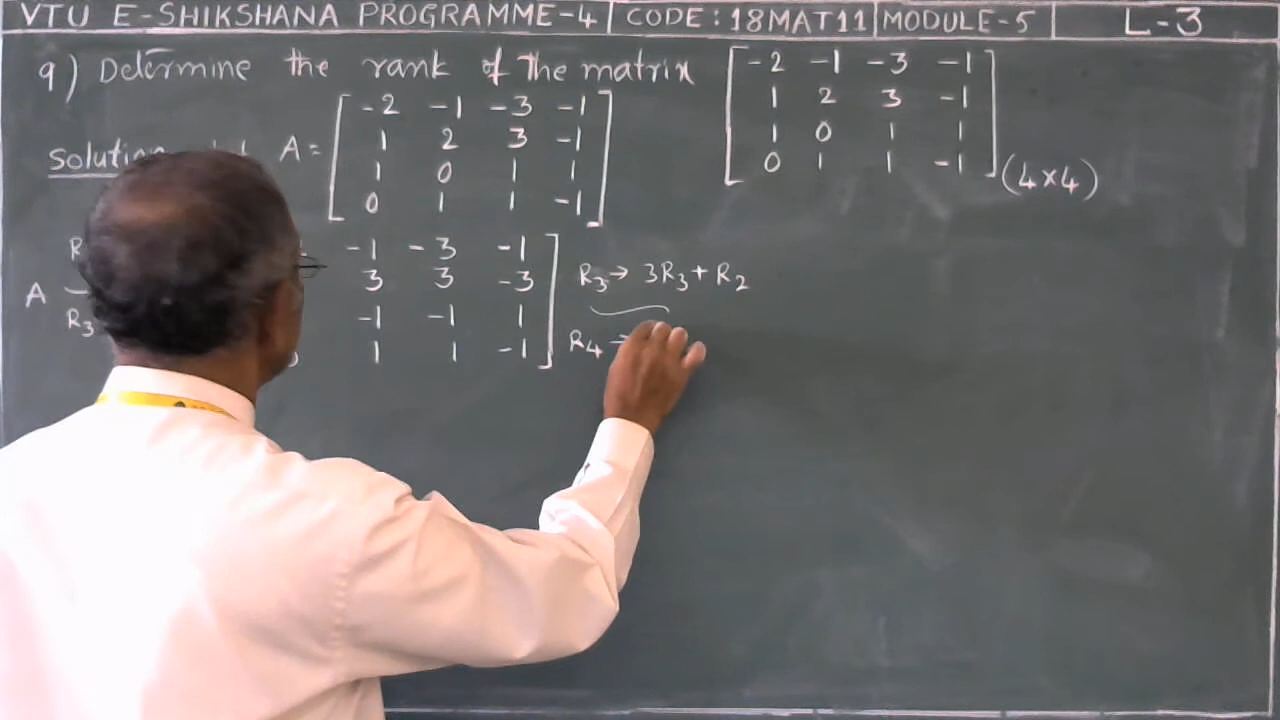 VTU E-SHIKSHANA PROGRAMME-4 CODE: 18MAT11 MODULE-5 L-3
9) Determine the rank of the matrix [-2 -1 -3 -1
1 2 3 -1
1 0 1 1
0 1 1 -1] (4×4)
A = [-2 -1 -3 -1
1 2 3 -1
1 0 1 1
0 1 1 -1]
A
-1 -3 -1
3 3 -3] R3 → 3R3 + R2
R3
-1 -1 1
1 1 -1] R4